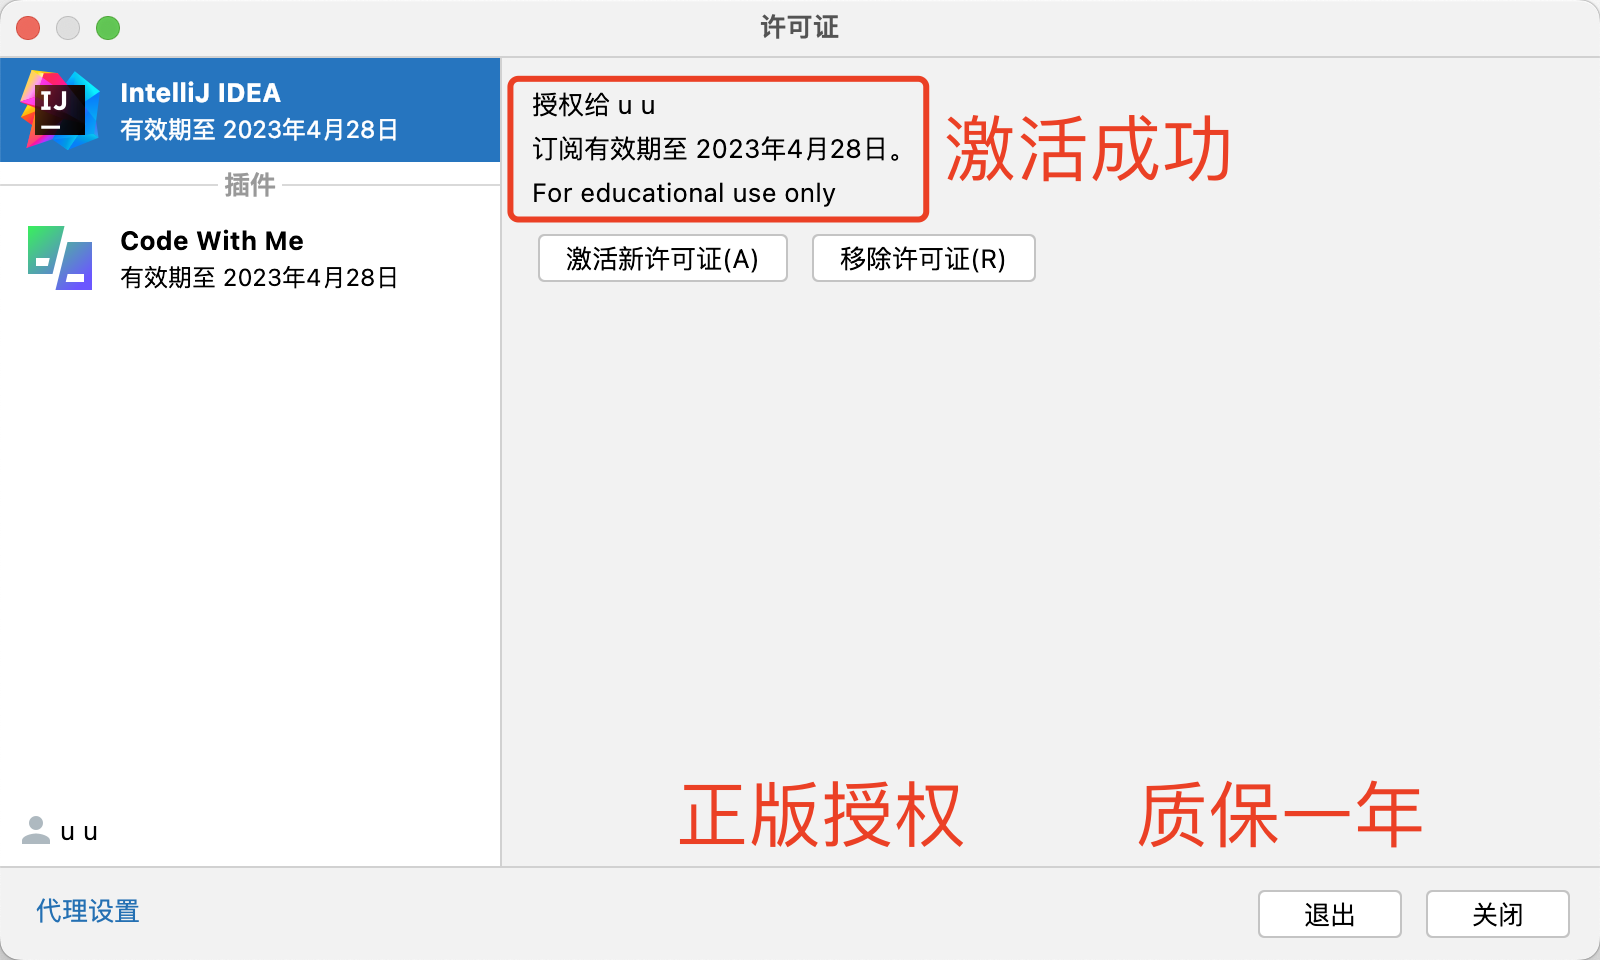 许可证
IJ
IntelliJ IDEA
有效期至 2023年4月28日
插件
Code With Me
有效期至 2023年4月28日
u u
授权给 u u
订阅有效期至 2023年4月28日。
For educational use only
激活成功
激活新许可证(A)
移除许可证(R)
正版授权
质保一年
代理设置
退出
关闭